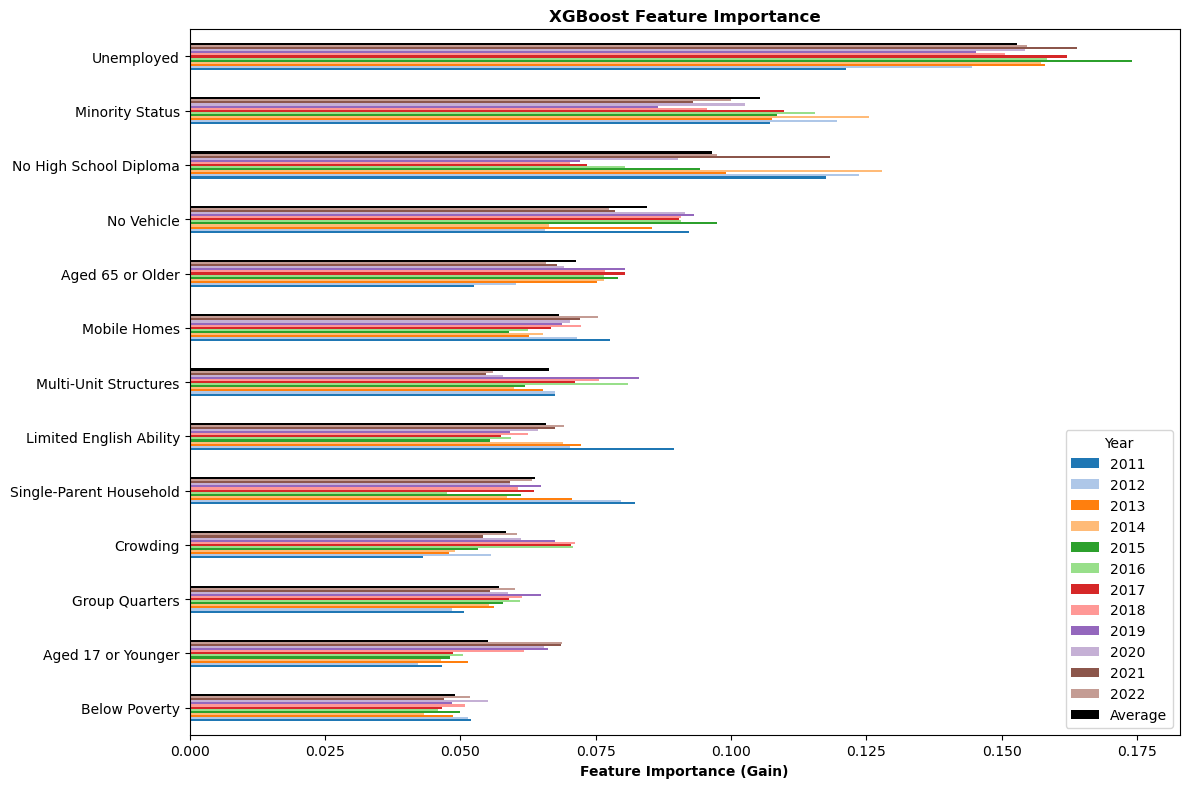 XGBoost Feature Importance
Unemployed
Minority Status
No High School Diploma
No Vehicle
Aged 65 or Older
Mobile Homes
Multi-Unit Structures
Limited English Ability
Single-Parent Household
Crowding
Group Quarters
Aged 17 or Younger
Below Poverty
Year
2011
2012
2013
2014
2015
2016
2017
2018
2019
2020
2021
2022
Average
0.000 0.025 0.050 0.075 0.100 0.125 0.150 0.175
Feature Importance (Gain)